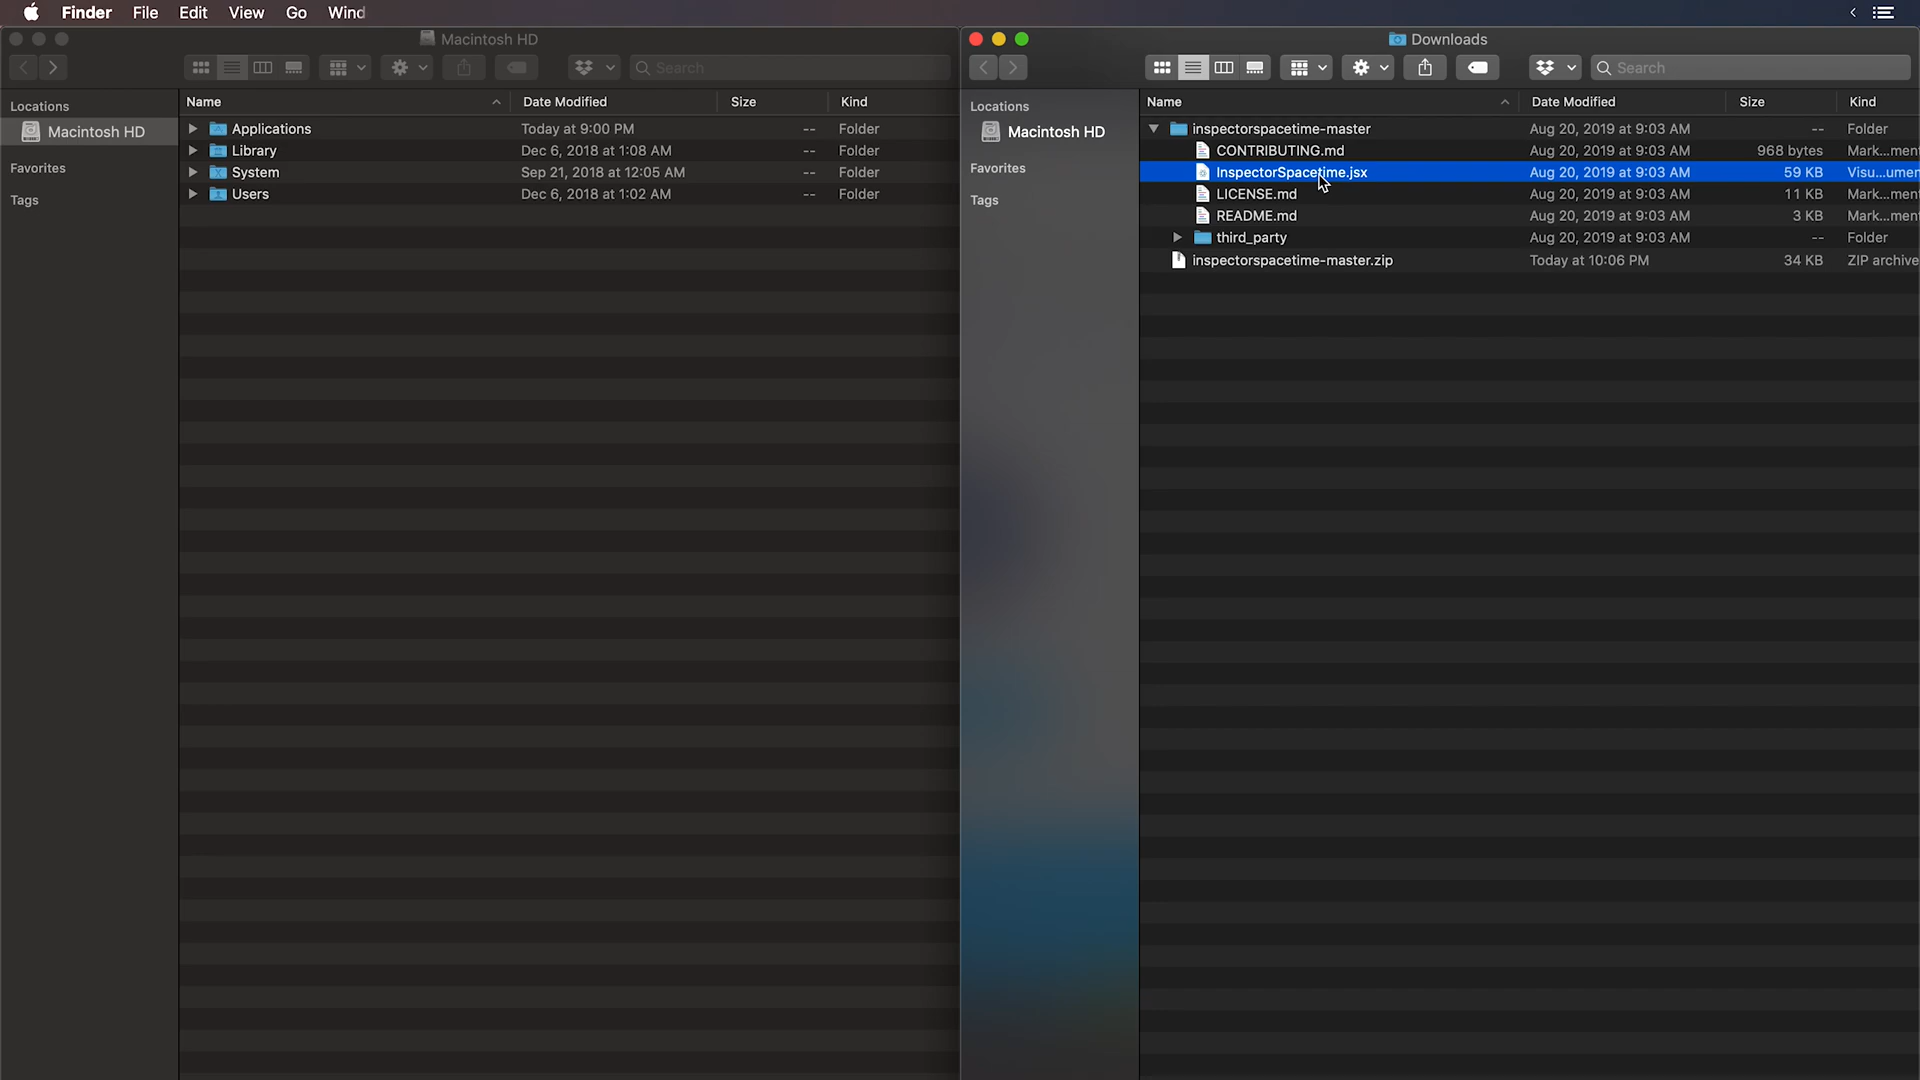 Finder File Edit View Go Wind
Macintosh HD
Search
Locations
Macintosh HD
Favorites
Tags
Name Date Modified Size Kind
Applications Today at 9:00 PM -- Folder
Library Dec 6, 2018 at 1:08 AM -- Folder
System Sep 21, 2018 at 12:05 AM -- Folder
Users Dec 6, 2018 at 1:02 AM -- Folder
Downloads
Search
Locations
Macintosh HD
Favorites
Tags
Name Date Modified Size Kind
inspectorspacetime-master Aug 20, 2019 at 9:03 AM -- Folder
CONTRIBUTING.md Aug 20, 2019 at 9:03 AM 968 bytes Mark...ment
InspectorSpacetime.jsx Aug 20, 2019 at 9:03 AM 59 KB Visu...ument
LICENSE.md Aug 20, 2019 at 9:03 AM 11 KB Mark...ment
README.md Aug 20, 2019 at 9:03 AM 3 KB Mark...ment
third_party Aug 20, 2019 at 9:03 AM -- Folder
inspectorspacetime-master.zip Today at 10:06 PM 34 KB ZIP archive